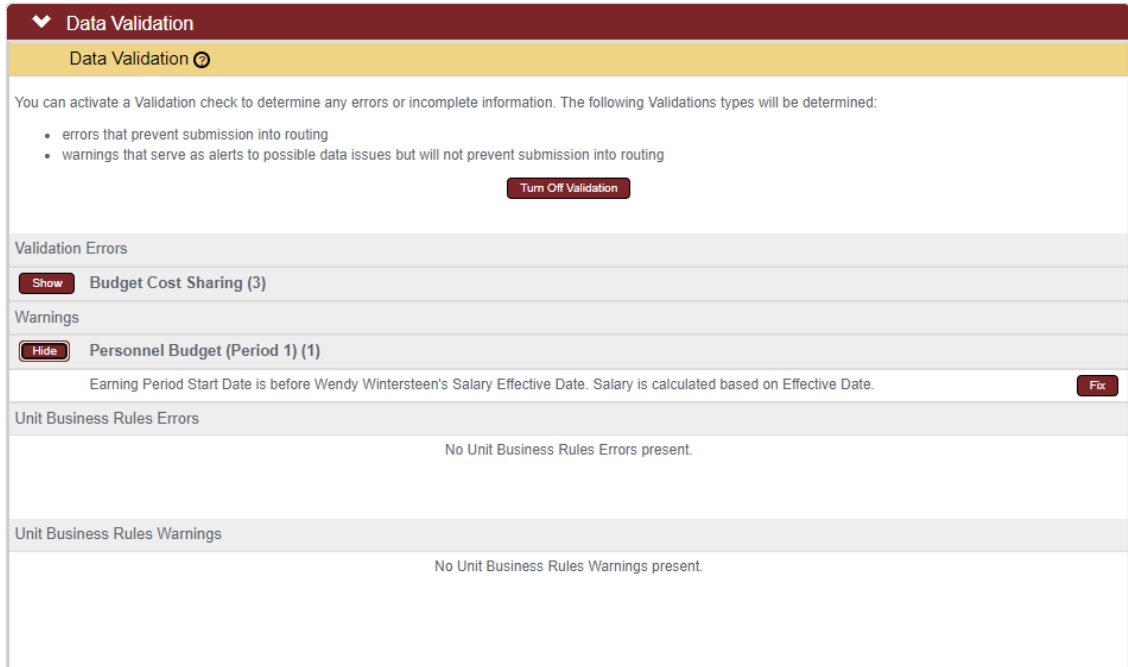 Data Validation
Data Validation ?
You can activate a Validation check to determine any errors or incomplete information. The following Validations types will be determined:
• errors that prevent submission into routing
• warnings that serve as alerts to possible data issues but will not prevent submission into routing
Turn Off Validation
Validation Errors
Show Budget Cost Sharing (3)
Warnings
Hide Personnel Budget (Period 1) (1)
Earning Period Start Date is before Wendy Wintersteen's Salary Effective Date. Salary is calculated based on Effective Date. Fix
Unit Business Rules Errors
No Unit Business Rules Errors present.
Unit Business Rules Warnings
No Unit Business Rules Warnings present.